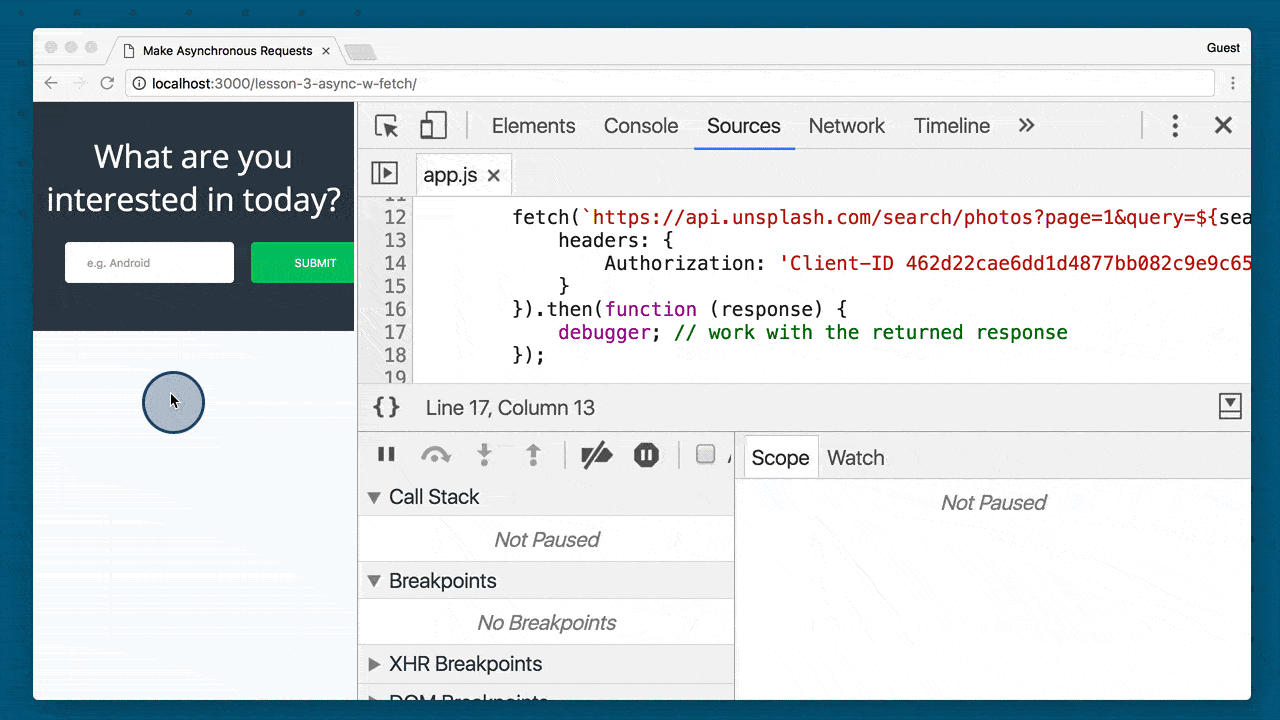 Make Asynchronous Requests
Guest
localhost:3000/lesson-3-async-w-fetch/
What are you
interested in today?
e.g. Android
SUBMIT
Elements Console Sources Network Timeline
app.js
11
12 fetch(`https://api.unsplash.com/search/photos?page=1&query=${sea
13 headers: {
14 Authorization: 'Client-ID 462d22cae6dd1d4877bb082c9e9c65
15 }
16 }).then(function (response) {
17 debugger; // work with the returned response
18 });
19
{} Line 17, Column 13
Scope Watch
Call Stack
Not Paused
Not Paused
Breakpoints
No Breakpoints
XHR Breakpoints
DOM Breakpoints